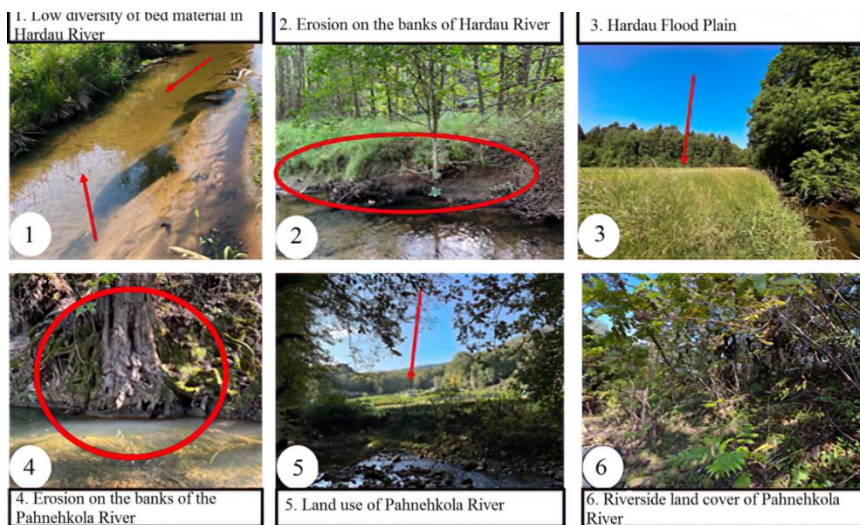 1. Low diversity of bed material in
Hardau River
2. Erosion on the banks of Hardau River
3. Hardau Flood Plain
1
2
3
4
5
6
4. Erosion on the banks of the
Pahnehkola River
5. Land use of Pahnehkola River
6. Riverside land cover of Pahnehkola
River